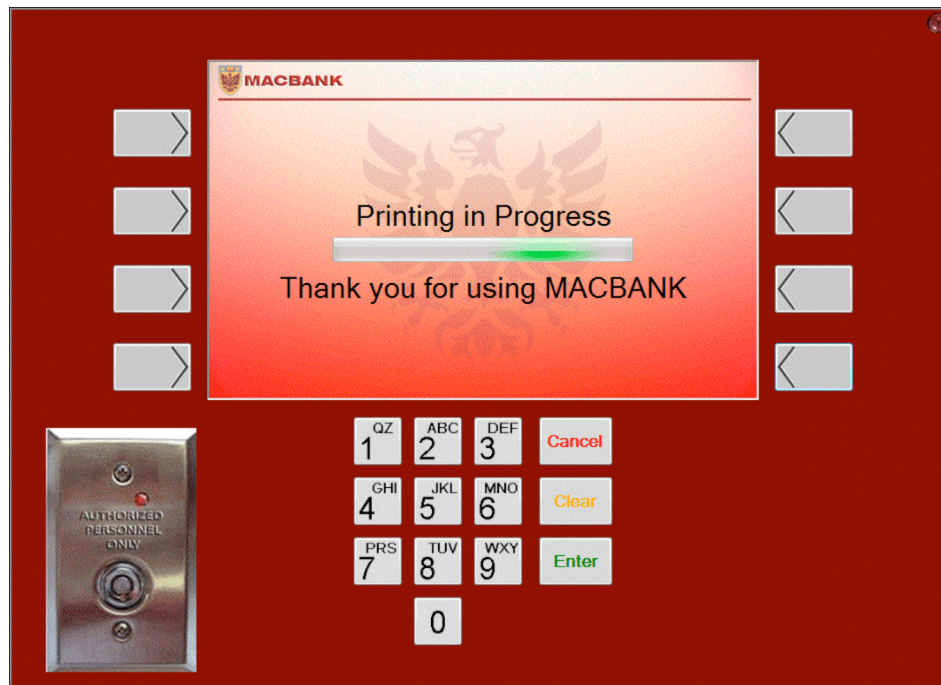 MACBANK
Printing in Progress
Thank you for using MACBANK
QZ ABC DEF
1 2 3 Cancel
GHI JKL MNO
4 5 6 Clear
PRS TUV WXY
7 8 9 Enter
0
AUTHORIZED
PERSONNEL
ONLY